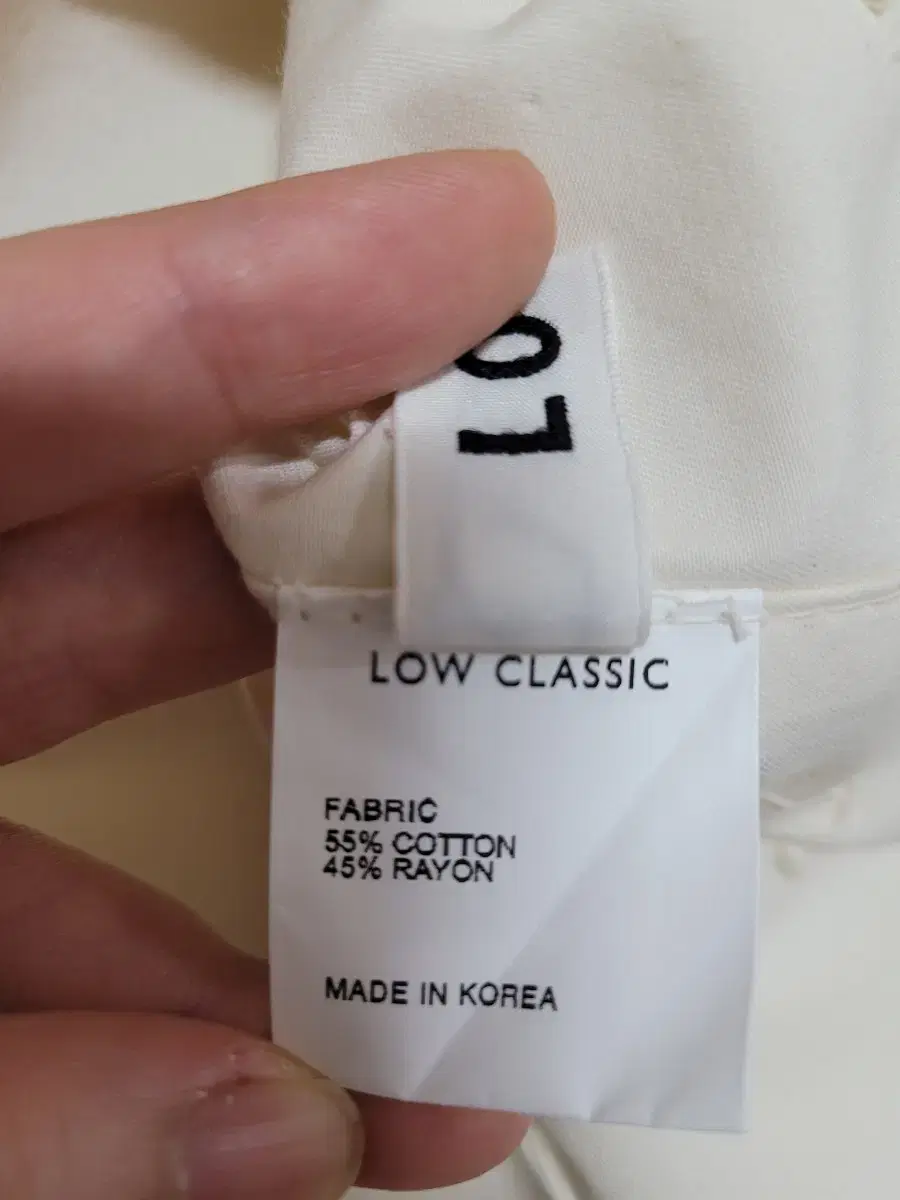 LO
LOW CLASSIC
FABRIC
55% COTTON
45% RAYON
MADE IN KOREA